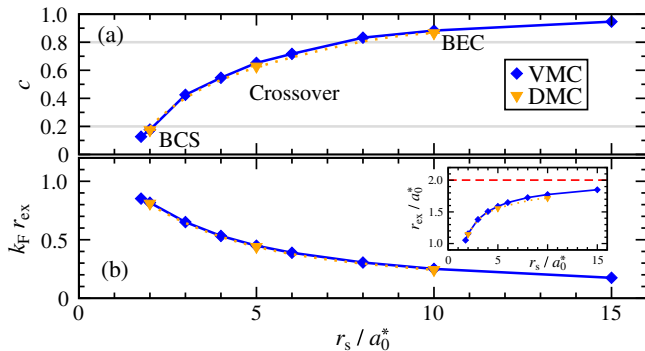 1
0.8
0.6
0.4
0.2
0
c
(a)
BCS
Crossover
BEC
VMC
DMC
1.0
0.5
0
k_F r_ex
(b)
2.0
1.5
1.0
r_ex / a_0^*
0 5 10 15
r_s / a_0^*
0 5 10 15
r_s / a_0^*